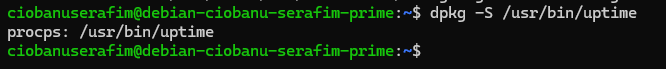 ciobanuserafim@debian-ciobanu-serafim-prime:~$ dpkg -S /usr/bin/uptime
procps: /usr/bin/uptime
ciobanuserafim@debian-ciobanu-serafim-prime:~$